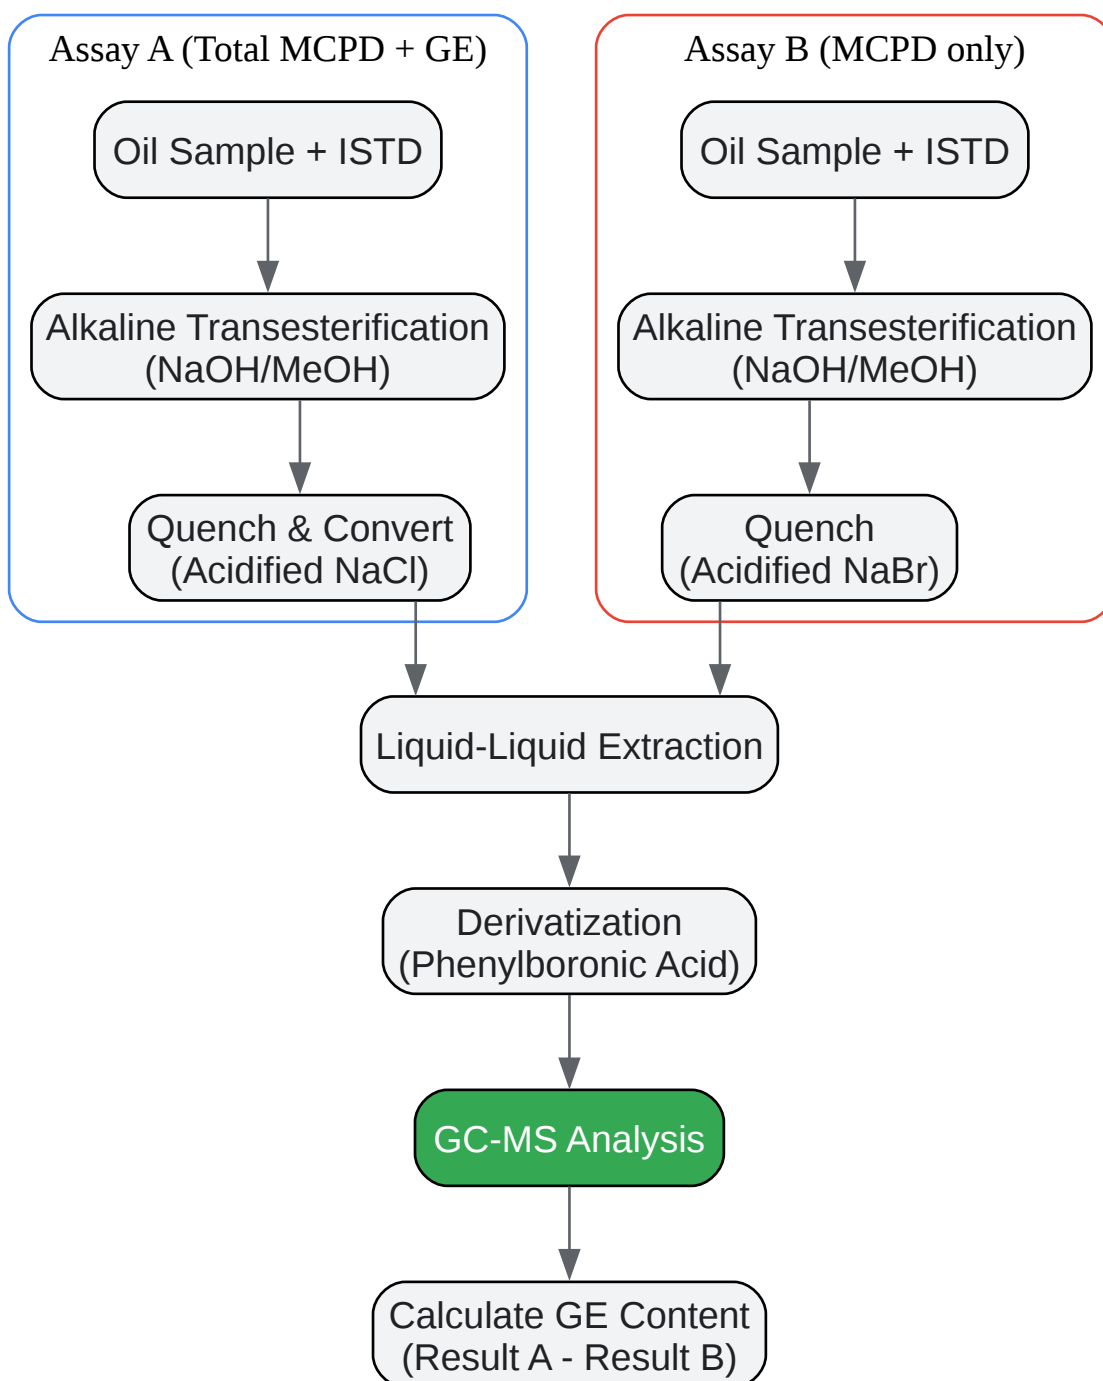 Assay A (Total MCPD + GE)
Oil Sample + ISTD
Alkaline Transesterification
(NaOH/MeOH)
Quench & Convert
(Acidified NaCl)
Assay B (MCPD only)
Oil Sample + ISTD
Alkaline Transesterification
(NaOH/MeOH)
Quench
(Acidified NaBr)
Liquid-Liquid Extraction
Derivatization
(Phenylboronic Acid)
GC-MS Analysis
Calculate GE Content
(Result A - Result B)